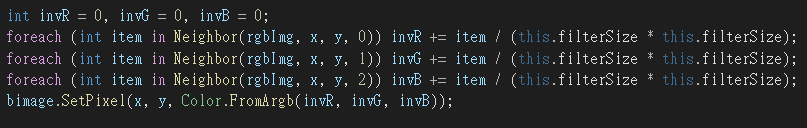 int invR = 0, invG = 0, invB = 0;
foreach (int item in Neighbor(rgbImg, x, y, 0)) invR += item / (this.filterSize * this.filterSize);
foreach (int item in Neighbor(rgbImg, x, y, 1)) invG += item / (this.filterSize * this.filterSize);
foreach (int item in Neighbor(rgbImg, x, y, 2)) invB += item / (this.filterSize * this.filterSize);
bimage.SetPixel(x, y, Color.FromArgb(invR, invG, invB));